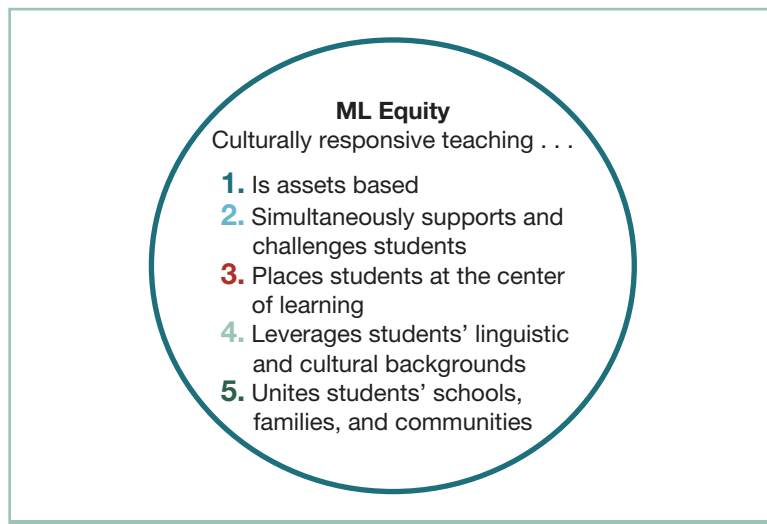 ML Equity
Culturally responsive teaching . . .
1. Is assets based
2. Simultaneously supports and
challenges students
3. Places students at the center
of learning
4. Leverages students’ linguistic
and cultural backgrounds
5. Unites students’ schools,
families, and communities